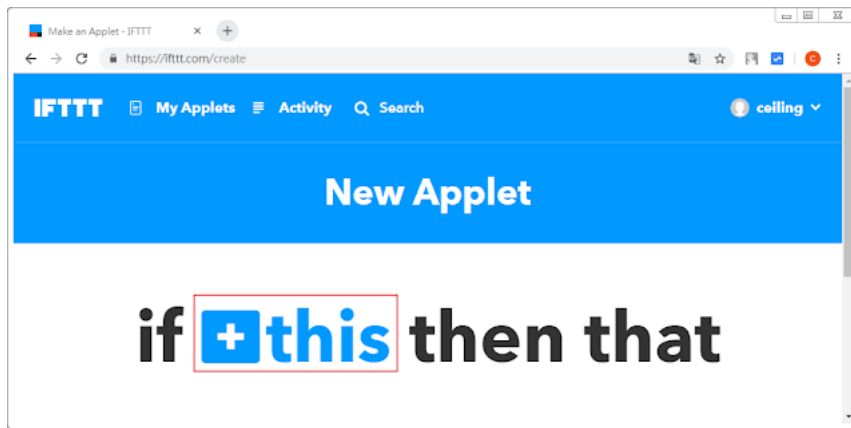 Make an Applet - IFTTT
https://ifttt.com/create
C
IFTTT My Applets Activity Search ceiling
New Applet
if this then that